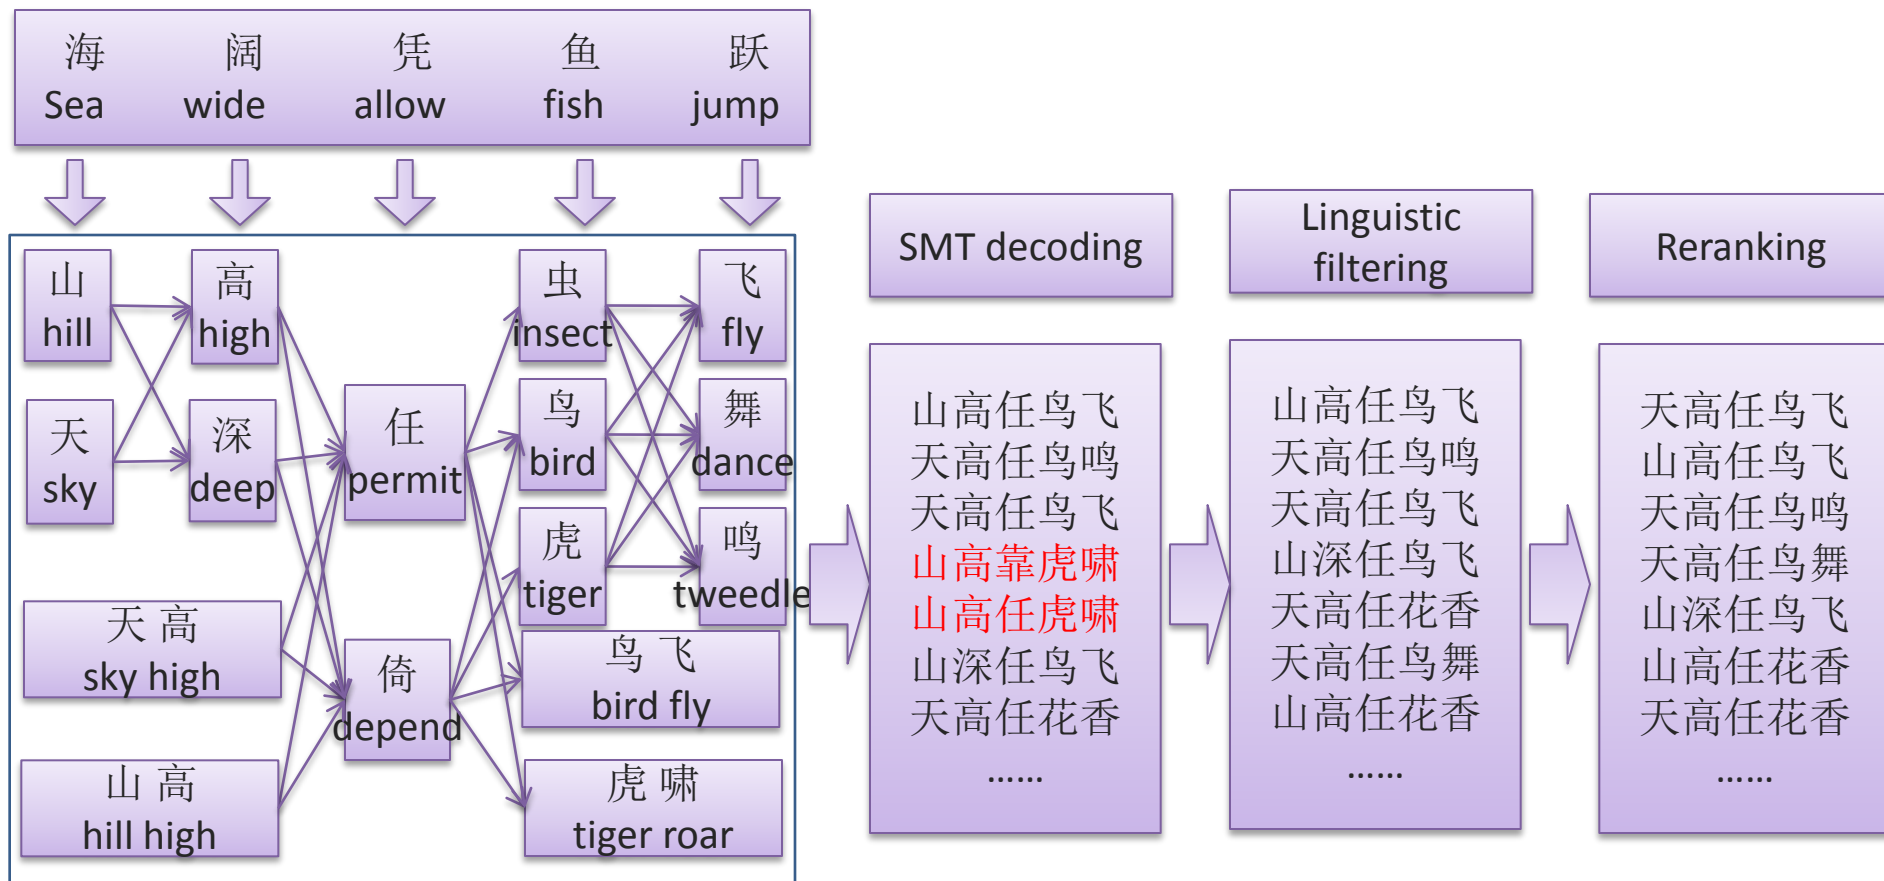 海 阔 凭 鱼 跃
Sea wide allow fish jump
山
hill
高
high
虫
insect
飞
fly
天
sky
深
deep
任
permit
鸟
bird
舞
dance
虎
tiger
鸣
tweedle
天 高
sky high
倚
depend
鸟 飞
bird fly
山 高
hill high
虎 啸
tiger roar
SMT decoding
山高任鸟飞
天高任鸟鸣
天高任鸟飞
山高靠虎啸
山高任虎啸
山深任鸟飞
天高任花香
……
Linguistic
filtering
山高任鸟飞
天高任鸟鸣
天高任鸟飞
山深任鸟飞
天高任花香
天高任鸟舞
山高任花香
……
Reranking
天高任鸟飞
山高任鸟飞
天高任鸟鸣
天高任鸟舞
山深任鸟飞
山高任花香
天高任花香
……